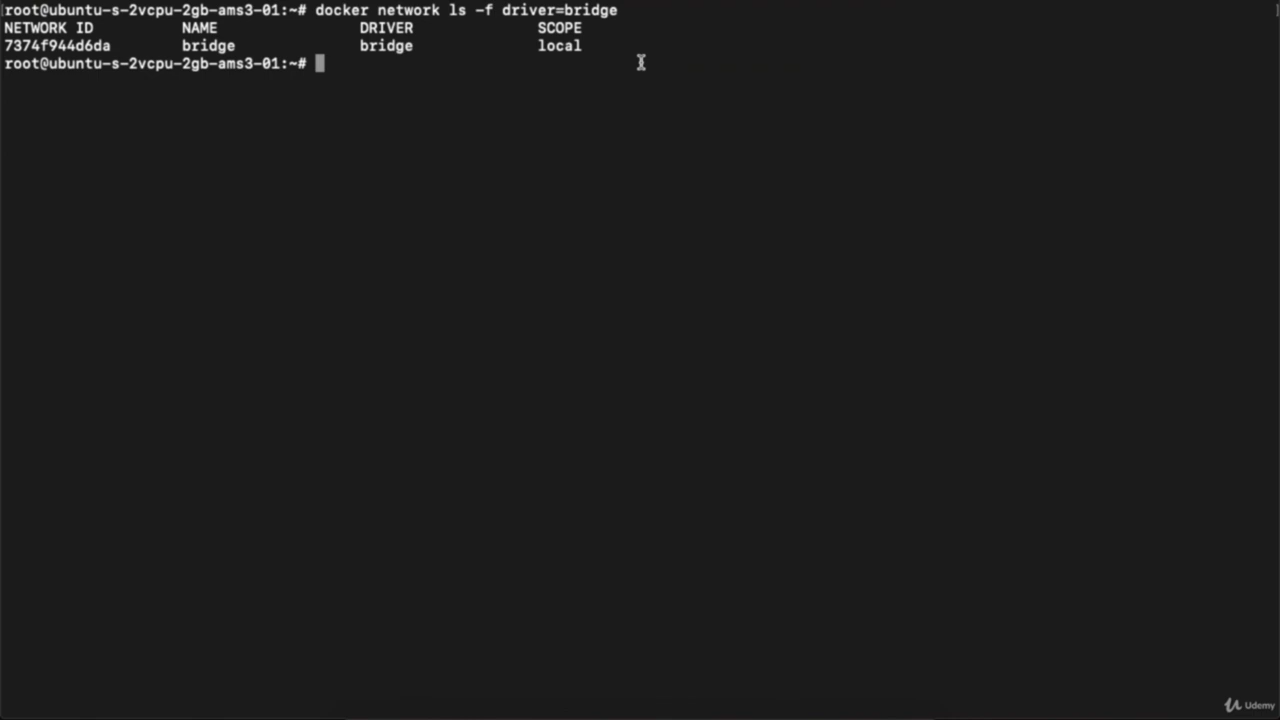 root@ubuntu-s-2vcpu-2gb-ams3-01:~# docker network ls -f driver=bridge
NETWORK ID NAME DRIVER SCOPE
7374f944d6da bridge bridge local
root@ubuntu-s-2vcpu-2gb-ams3-01:~#
Udemy